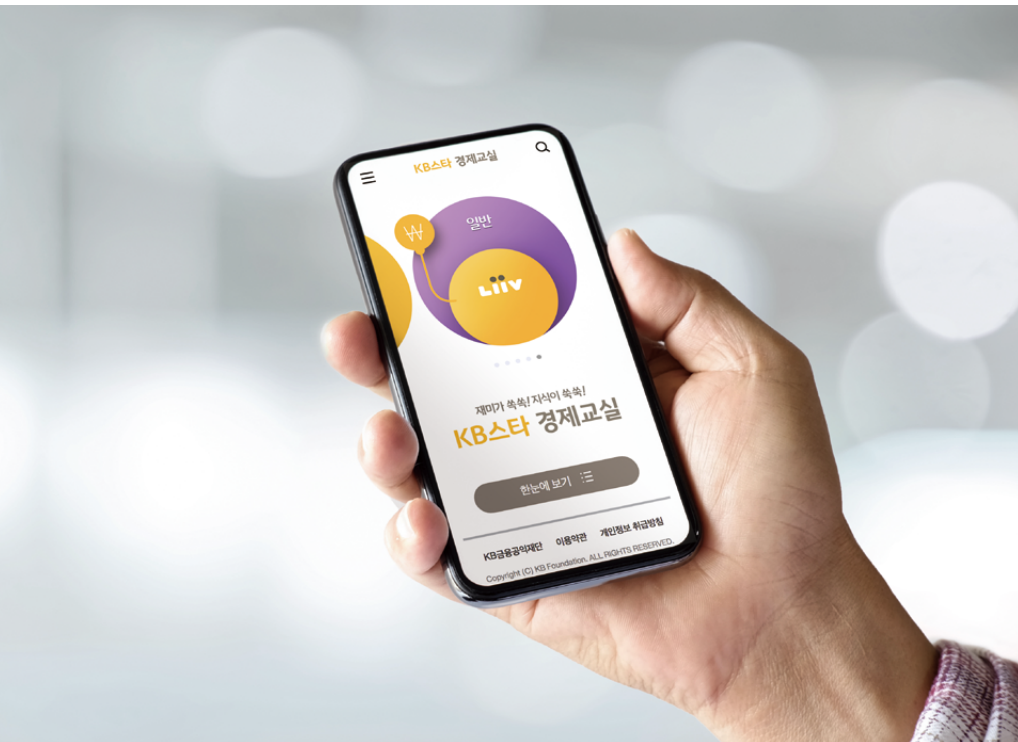 KB스타 경제교실
₩
일반
Liiv
재미가 쏙쏙! 지식이 쑥쑥!
KB스타 경제교실
한눈에 보기
KB금융공익재단 이용약관 개인정보 취급방침
Copyright (C) KB Foundation. ALL RIGHTS RESERVED.